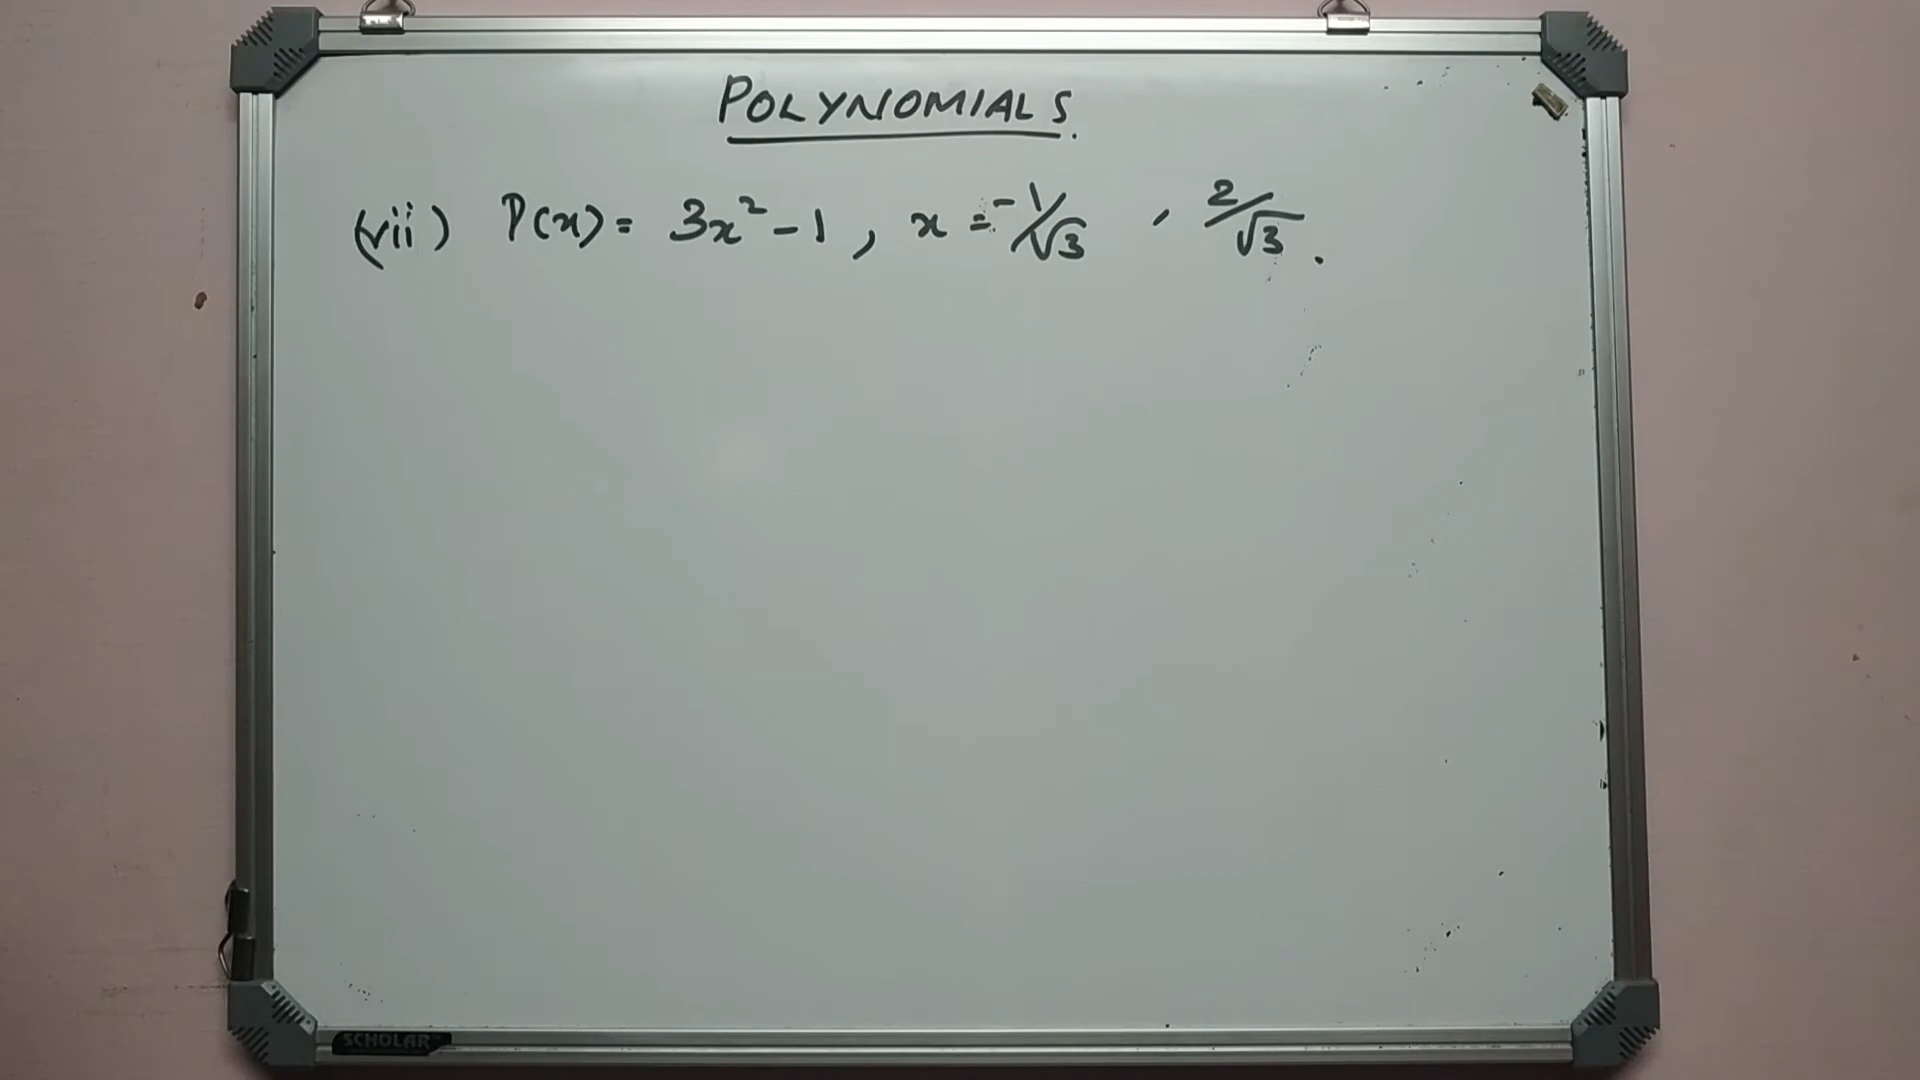 POLYNOMIALS.
(vii) P(x) = 3x² - 1, x = -1/√3, 2/√3.
SCHOLAR